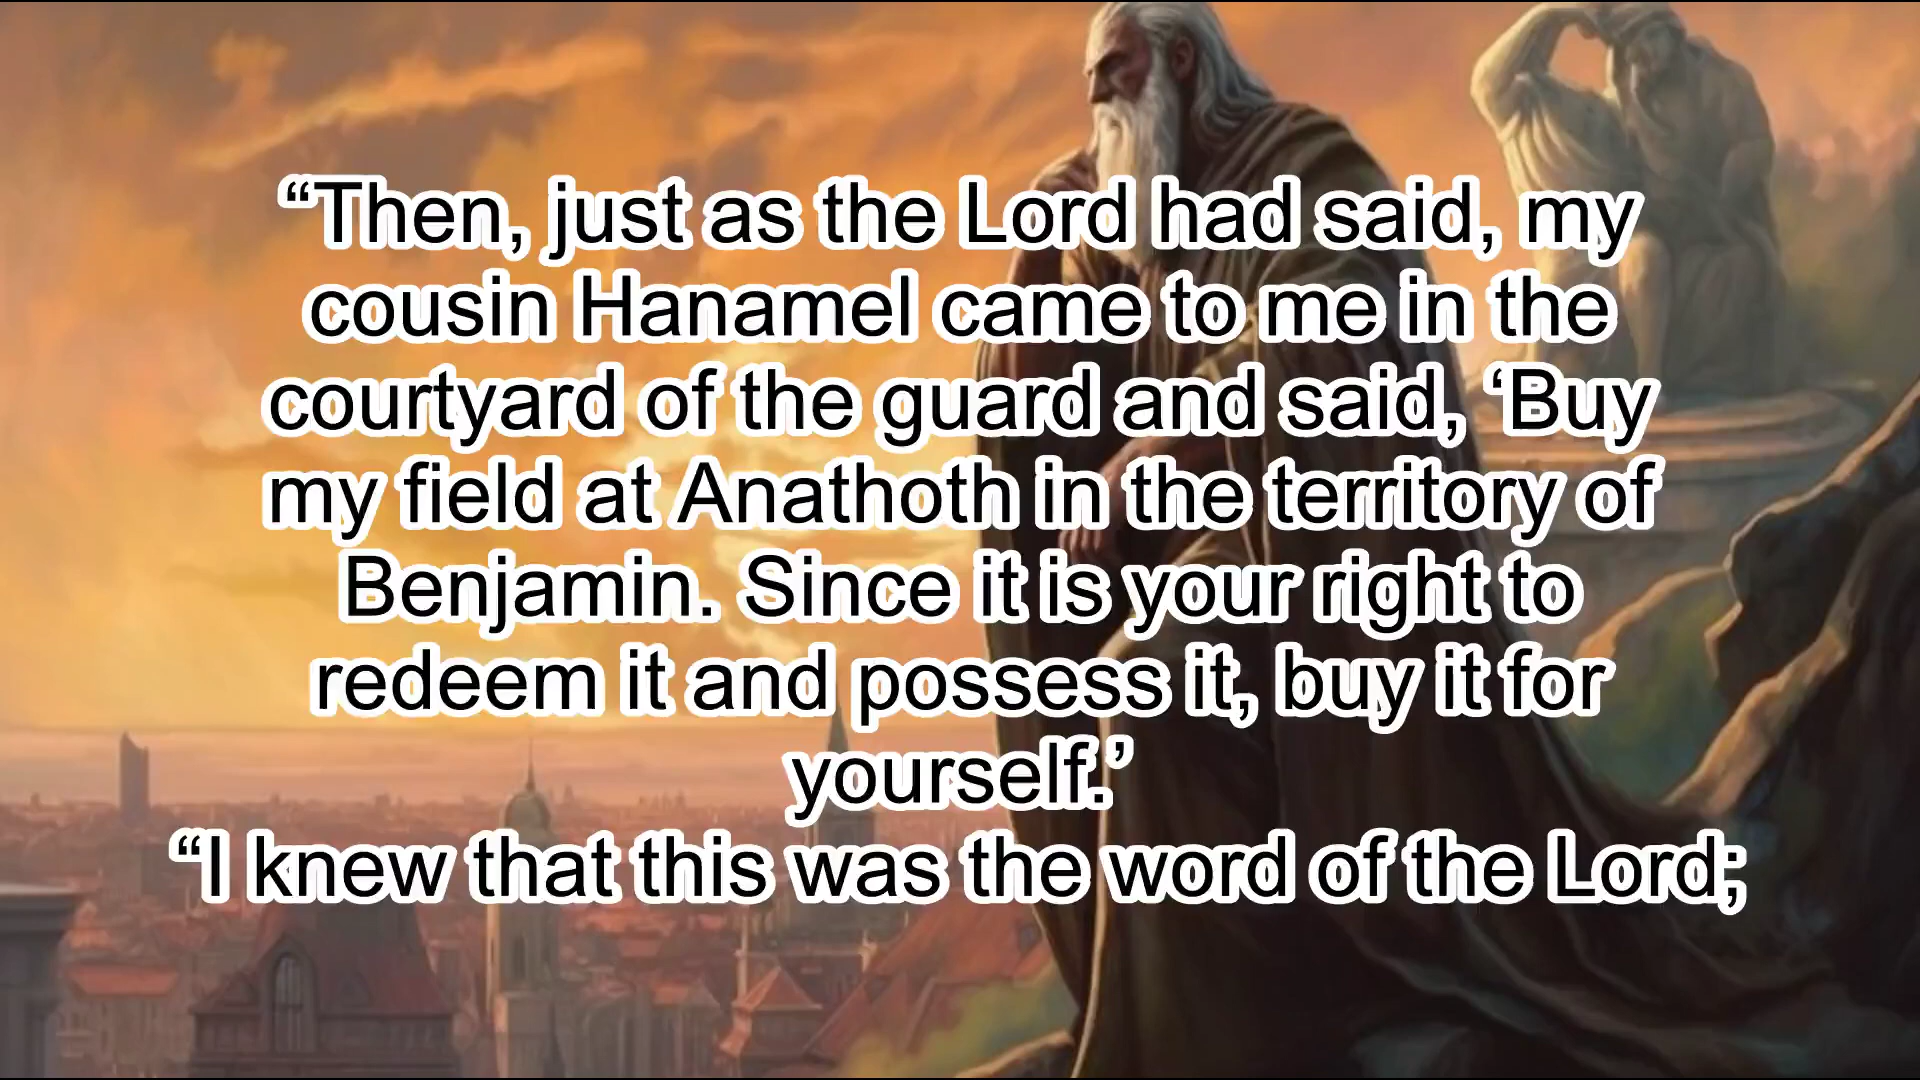 “Then, just as the Lord had said, my
cousin Hanamel came to me in the
courtyard of the guard and said, ‘Buy
my field at Anathoth in the territory of
Benjamin. Since it is your right to
redeem it and possess it, buy it for
yourself.’
“I knew that this was the word of the Lord;